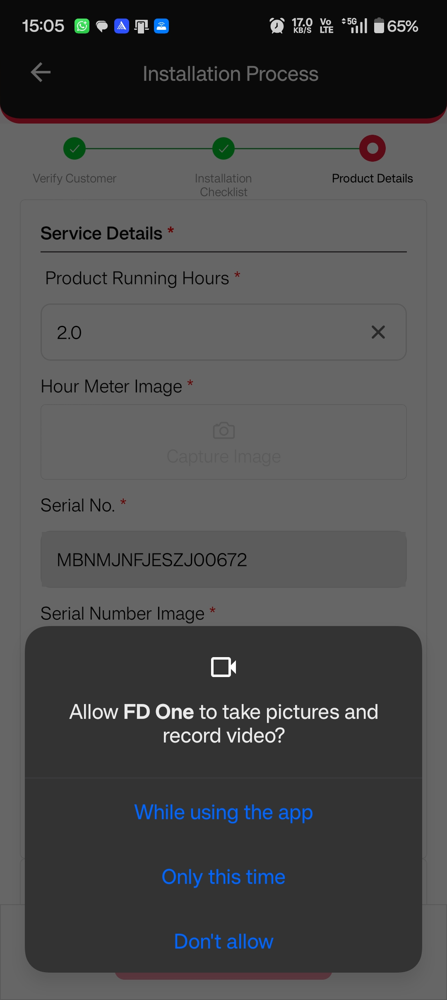 15:05
17.0
KB/S
Vo
LTE
5G
65%
Installation Process
Verify Customer
Installation
Checklist
Product Details
Service Details *
Product Running Hours *
2.0
Hour Meter Image *
Capture Image
Serial No. *
MBNMJNFJESZJ00672
Serial Number Image *
Allow FD One to take pictures and
record video?
While using the app
Only this time
Don't allow